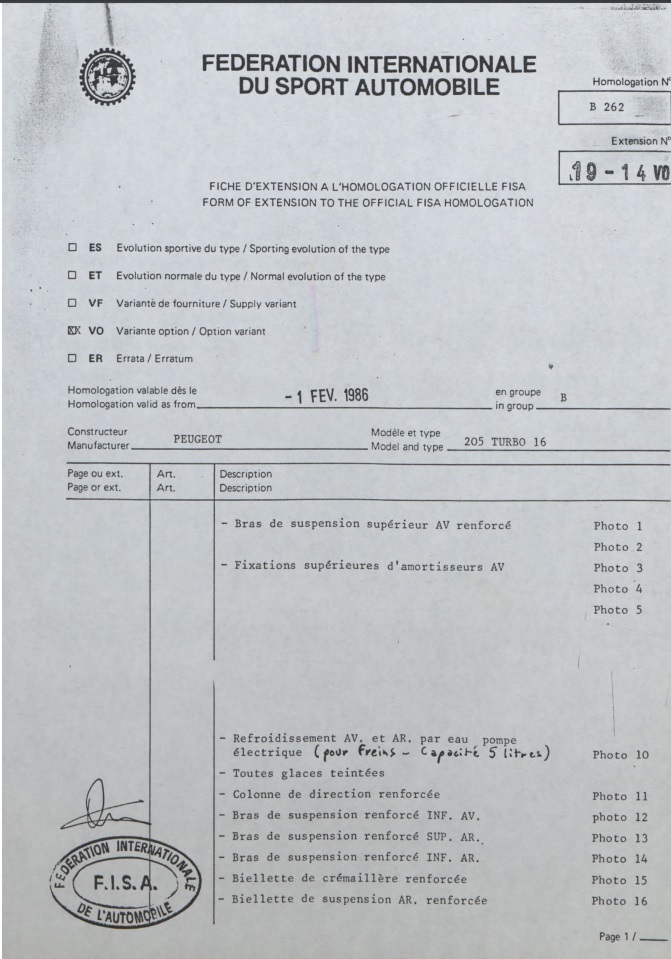 FEDERATION INTERNATIONALE
DU SPORT AUTOMOBILE
Homologation N°
B 262
Extension N°
19 - 14 VO
FICHE D'EXTENSION A L'HOMOLOGATION OFFICIELLE FISA
FORM OF EXTENSION TO THE OFFICIAL FISA HOMOLOGATION
ES Evolution sportive du type / Sporting evolution of the type
ET Evolution normale du type / Normal evolution of the type
VF Variante de fourniture / Supply variant
XX VO Variante option / Option variant
ER Errata / Erratum
Homologation valable dès le
Homologation valid as from
- 1 FEV. 1986
en groupe
in group
B
Constructeur
Manufacturer
PEUGEOT
Modèle et type
Model and type
205 TURBO 16
Page ou ext. Art. Description
Page or ext. Art. Description
- Bras de suspension supérieur AV renforcé Photo 1
Photo 2
- Fixations supérieures d'amortisseurs AV Photo 3
Photo 4
Photo 5
- Refroidissement AV. et AR. par eau pompe
électrique (pour freins - Capacité 5 litres) Photo 10
- Toutes glaces teintées
- Colonne de direction renforcée Photo 11
- Bras de suspension renforcé INF. AV. photo 12
- Bras de suspension renforcé SUP. AR. Photo 13
- Bras de suspension renforcé INF. AR. Photo 14
- Biellette de crémaillère renforcée Photo 15
- Biellette de suspension AR. renforcée Photo 16
FEDERATION INTERNATIONALE
F.I.S.A.
DE L'AUTOMOBILE
Page 1 /